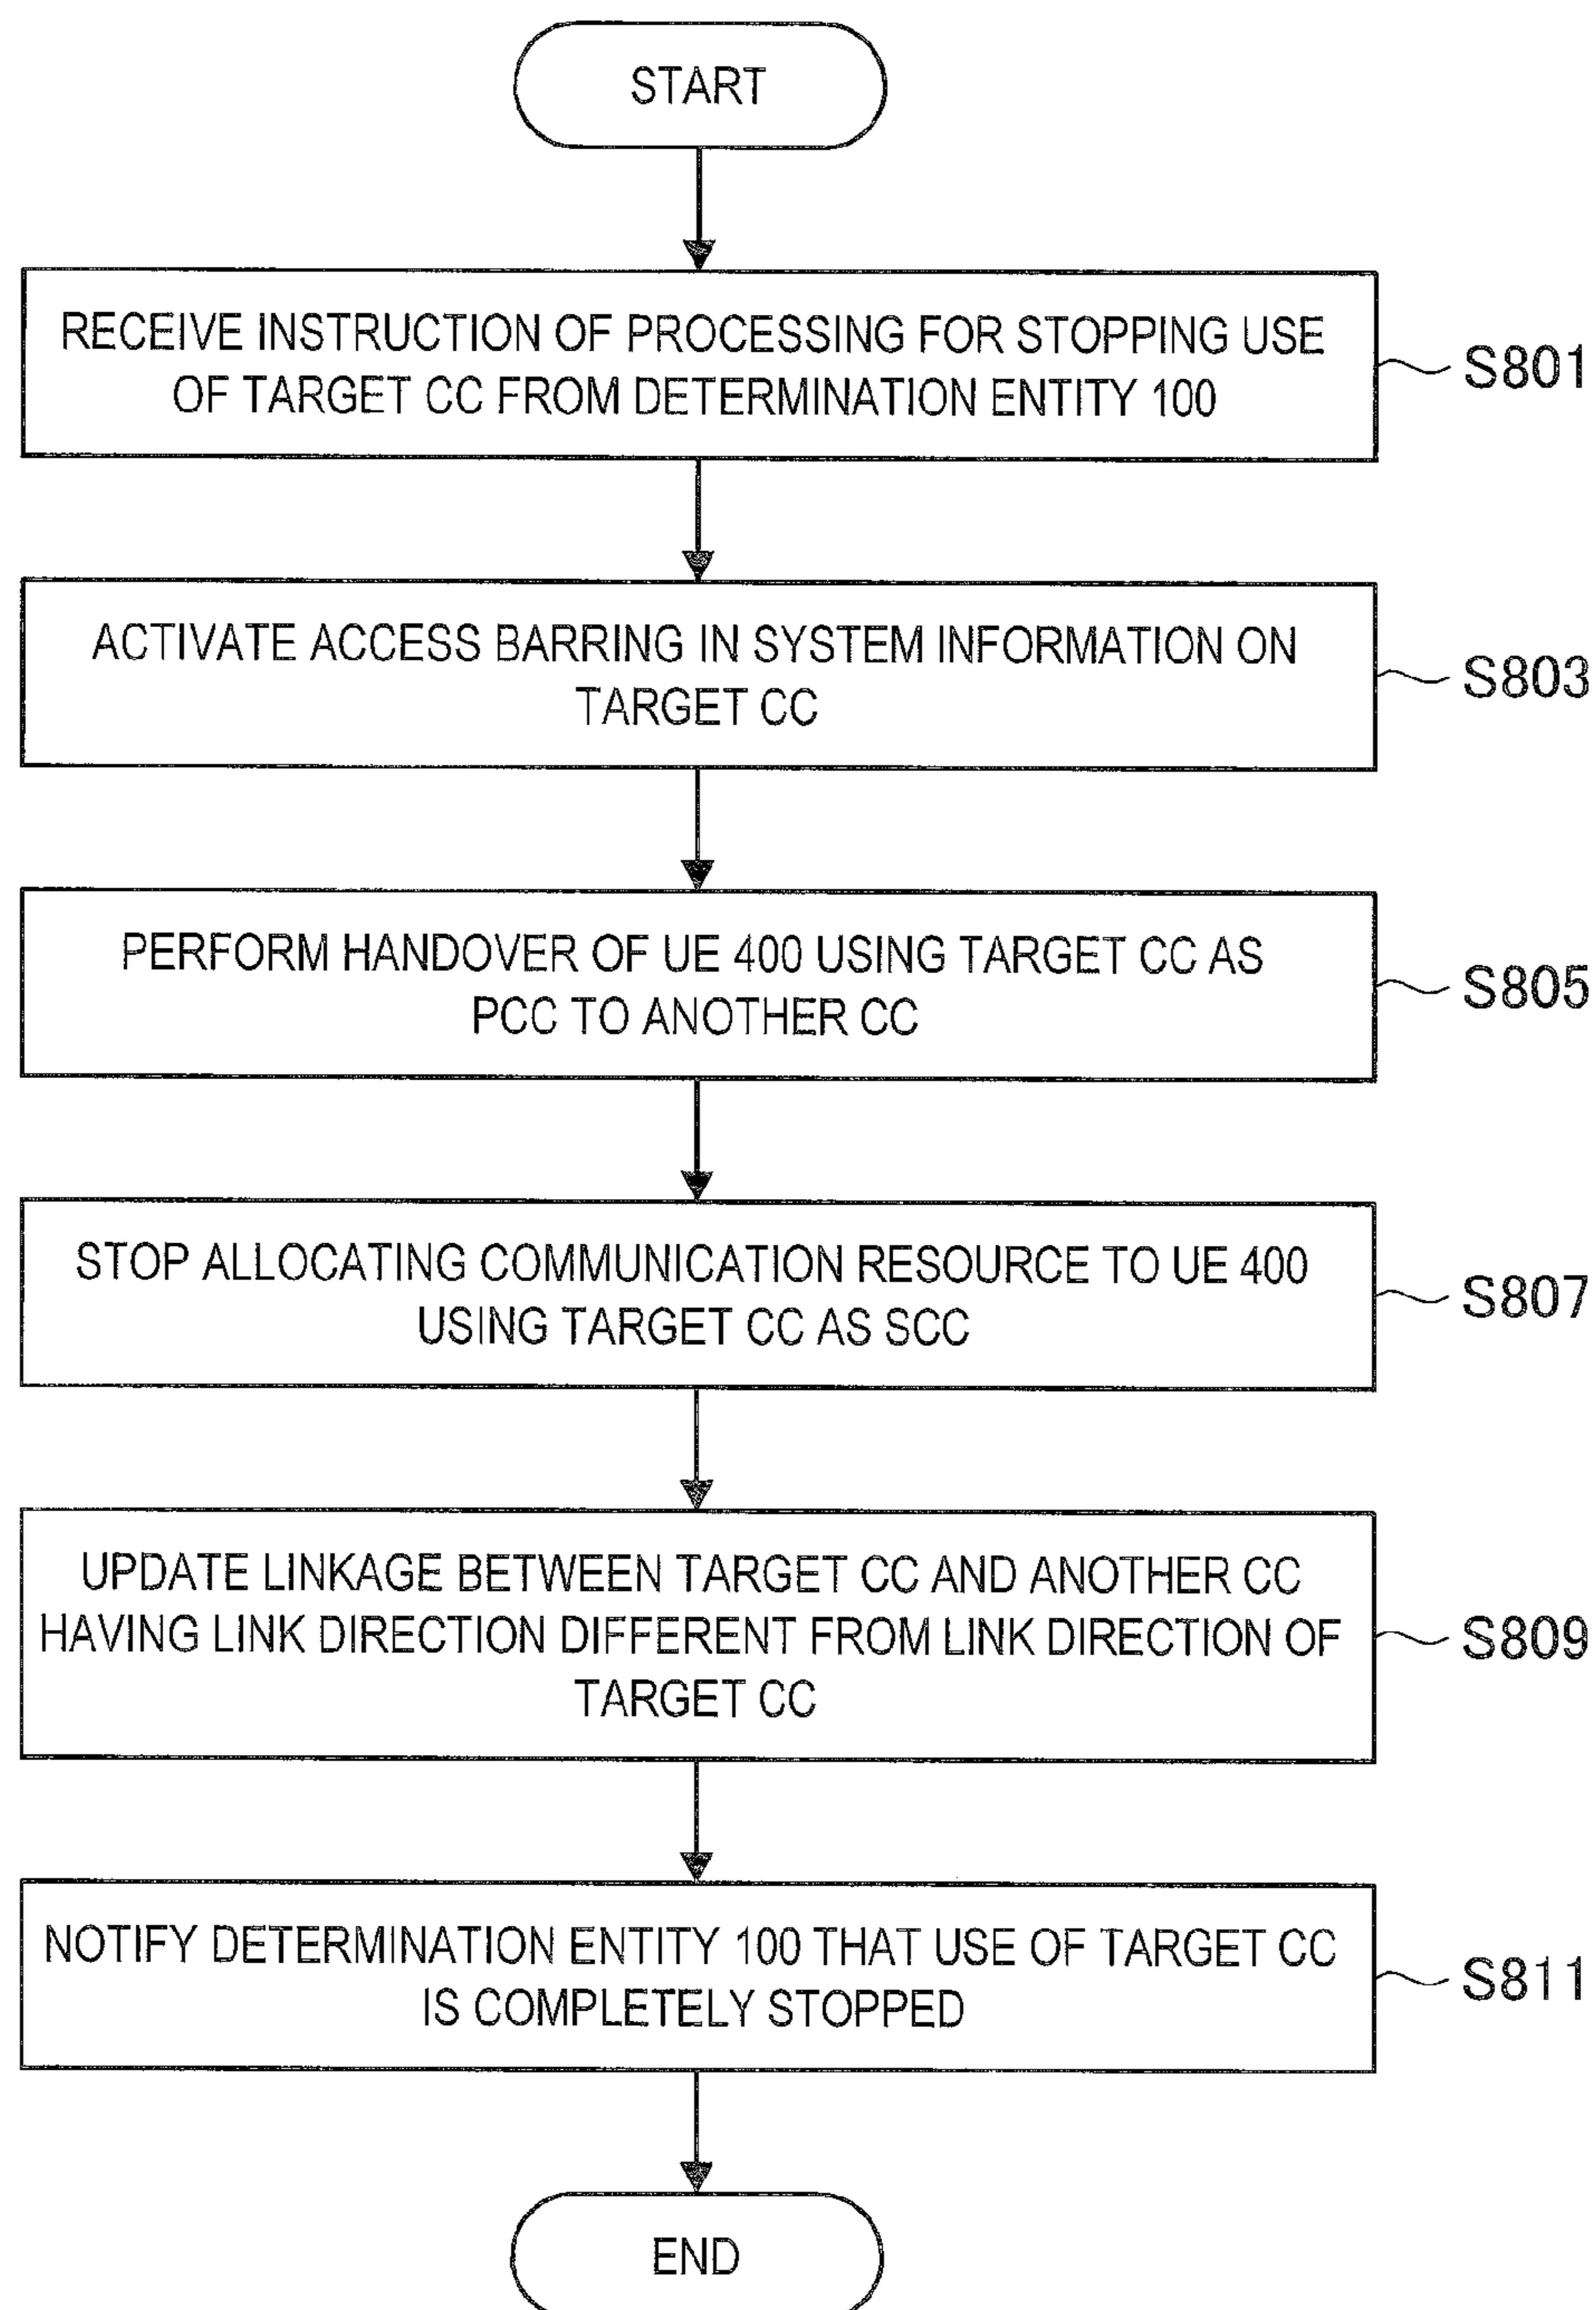 START
RECEIVE INSTRUCTION OF PROCESSING FOR STOPPING USE
OF TARGET CC FROM DETERMINATION ENTITY 100
S801
ACTIVATE ACCESS BARRING IN SYSTEM INFORMATION ON
TARGET CC
S803
PERFORM HANDOVER OF UE 400 USING TARGET CC AS
PCC TO ANOTHER CC
S805
STOP ALLOCATING COMMUNICATION RESOURCE TO UE 400
USING TARGET CC AS SCC
S807
UPDATE LINKAGE BETWEEN TARGET CC AND ANOTHER CC
HAVING LINK DIRECTION DIFFERENT FROM LINK DIRECTION OF
TARGET CC
S809
NOTIFY DETERMINATION ENTITY 100 THAT USE OF TARGET CC
IS COMPLETELY STOPPED
S811
END